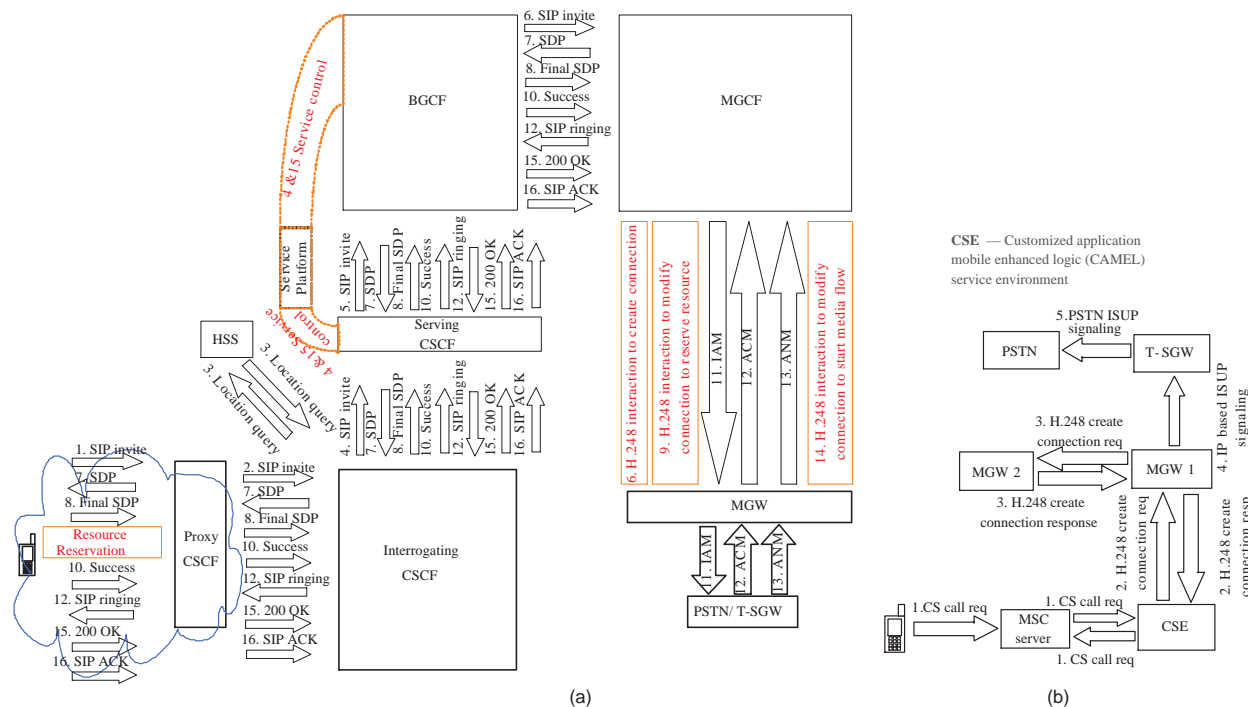 6. SIP invite
7. SDP
8. Final SDP
10. Success
12. SIP ringing
15. 200 OK
16. SIP ACK
BGCF
MGCF
4 &15 Service control
Service
Platform
4 &15 Service
control
5. SIP invite
7. SDP
8. Final SDP
10. Success
12. SIP ringing
15. 200 OK
16. SIP ACK
Serving
CSCF
HSS
3. Location query
3. Location query
4. SIP invite
7. SDP
8. Final SDP
10. Success
12. SIP ringing
15. 200 OK
16. SIP ACK
1. SIP invite
7. SDP
8. Final SDP
Resource
Reservation
10. Success
12. SIP ringing
15. 200 OK
16. SIP ACK
Proxy
CSCF
2. SIP invite
7. SDP
8. Final SDP
10. Success
12. SIP ringing
15. 200 OK
16. SIP ACK
Interrogating
CSCF
6. H.248 interaction to create connection
9. H.248 interaction to modify
connection to reserve resource
11. IAM
12. ACM
13. ANM
14. H.248 interaction to modify
connection to start media flow
MGW
11. IAM
12. ACM
13. ANM
PSTN/ T-SGW
(a)
CSE — Customized application
mobile enhanced logic (CAMEL)
service environment
5.PSTN ISUP
signaling
PSTN
T-SGW
4. IP based ISUP
signaling
3. H.248 create
connection req
MGW 2
MGW 1
3. H.248 create
connection response
2. H.248 create
connection req
2. H.248 create
connection resp
1.CS call req
MSC
server
1. CS call req
1. CS call req
CSE
(b)